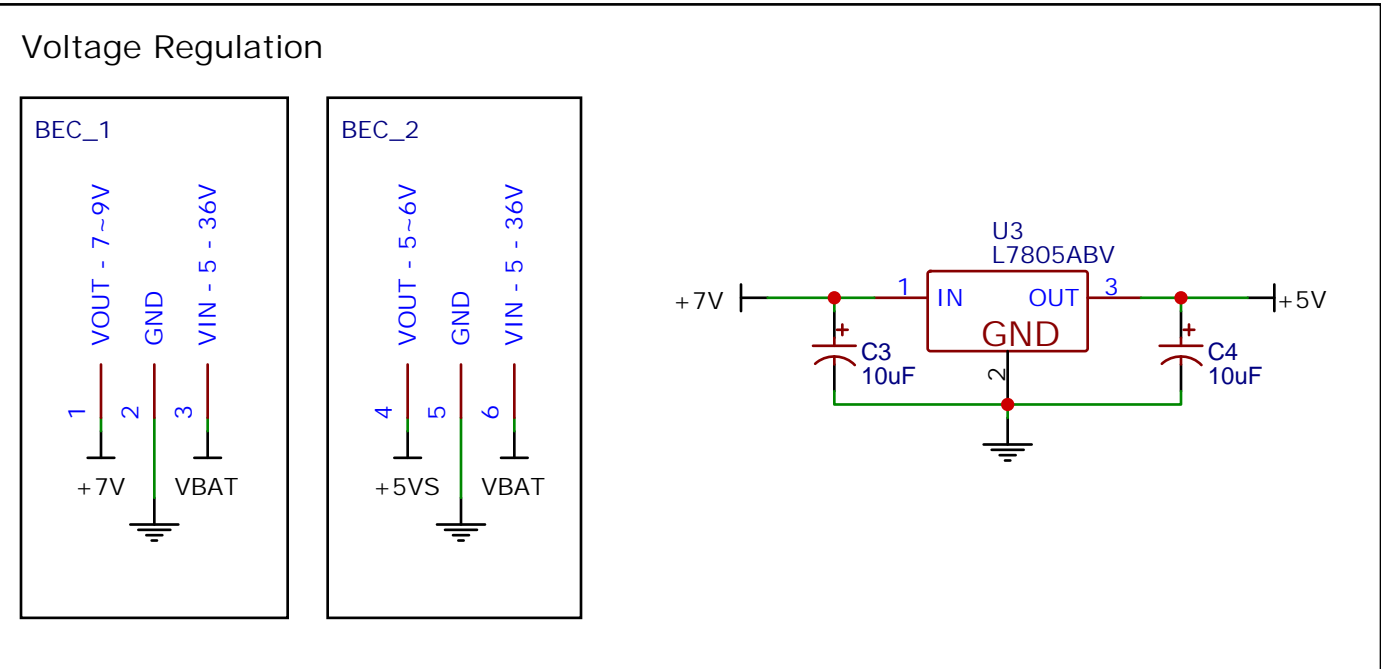 Voltage Regulation
BEC_1
VOUT - 7~9V
GND
VIN - 5 - 36V
1
2
3
+7V
VBAT
BEC_2
VOUT - 5~6V
GND
VIN - 5 - 36V
4
5
6
+5VS
VBAT
U3
L7805ABV
+7V
1
IN
OUT
3
+5V
GND
2
+
C3
10uF
+
C4
10uF